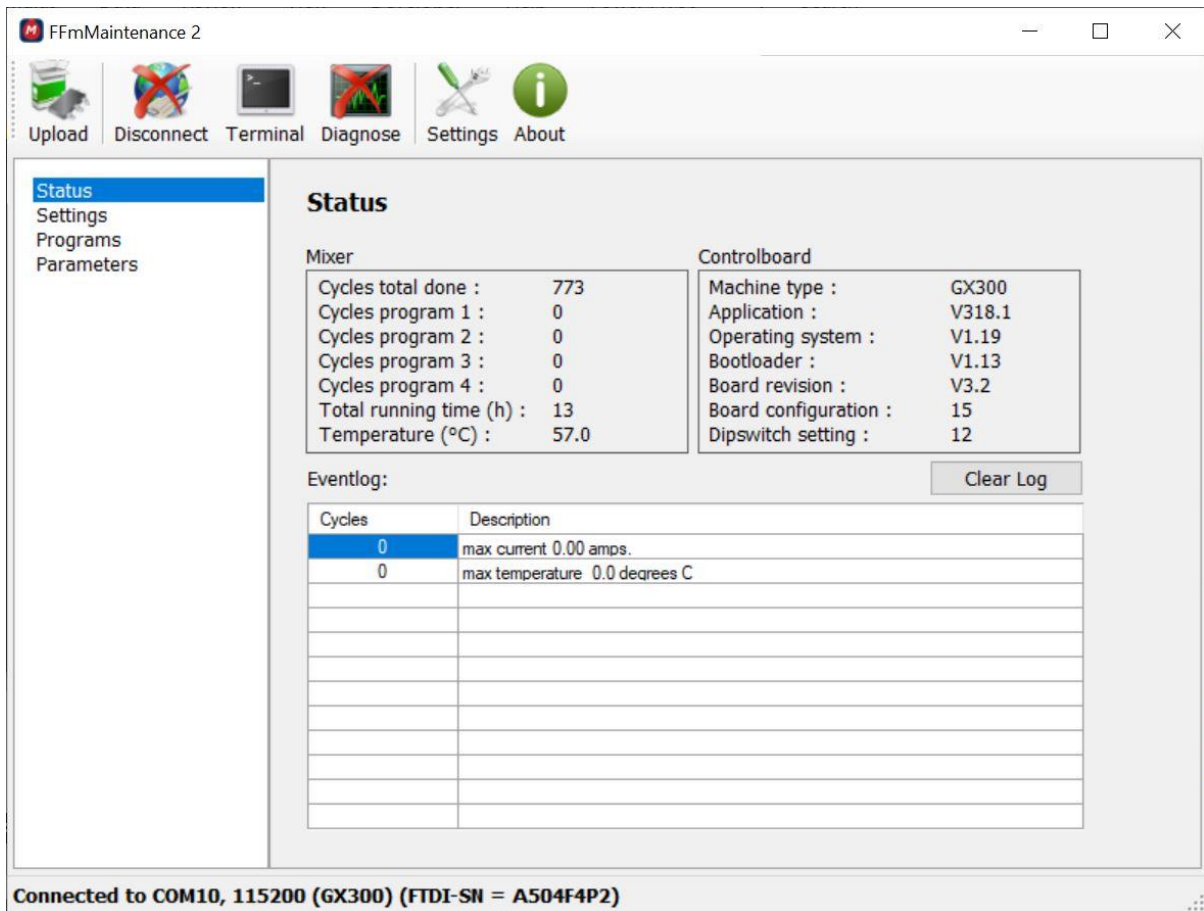 FFmMaintenance 2
Upload Disconnect Terminal Diagnose Settings About
Status
Settings
Programs
Parameters
Status
Mixer
Cycles total done : 773
Cycles program 1 : 0
Cycles program 2 : 0
Cycles program 3 : 0
Cycles program 4 : 0
Total running time (h) : 13
Temperature (ºC) : 57.0
Controlboard
Machine type : GX300
Application : V318.1
Operating system : V1.19
Bootloader : V1.13
Board revision : V3.2
Board configuration : 15
Dipswitch setting : 12
Eventlog:
Clear Log
Cycles Description
0 max current 0.00 amps.
0 max temperature 0.0 degrees C
Connected to COM10, 115200 (GX300) (FTDI-SN = A504F4P2)